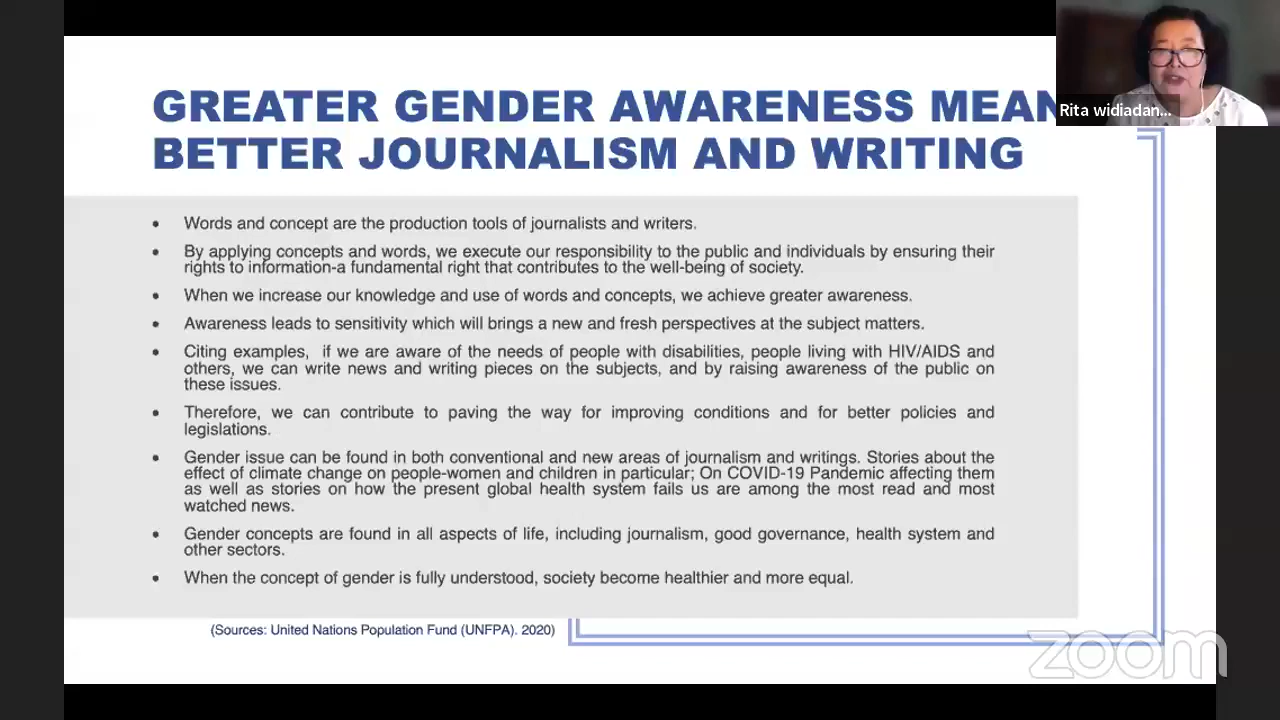 GREATER GENDER AWARENESS MEAN
BETTER JOURNALISM AND WRITING
Rita widiadan...
• Words and concept are the production tools of journalists and writers.
• By applying concepts and words, we execute our responsibility to the public and individuals by ensuring their
rights to information-a fundamental right that contributes to the well-being of society.
• When we increase our knowledge and use of words and concepts, we achieve greater awareness.
• Awareness leads to sensitivity which will brings a new and fresh perspectives at the subject matters.
• Citing examples, if we are aware of the needs of people with disabilities, people living with HIV/AIDS and
others, we can write news and writing pieces on the subjects, and by raising awareness of the public on
these issues.
• Therefore, we can contribute to paving the way for improving conditions and for better policies and
legislations.
• Gender issue can be found in both conventional and new areas of journalism and writings. Stories about the
effect of climate change on people-women and children in particular; On COVID-19 Pandemic affecting them
as well as stories on how the present global health system fails us are among the most read and most
watched news.
• Gender concepts are found in all aspects of life, including journalism, good governance, health system and
other sectors.
• When the concept of gender is fully understood, society become healthier and more equal.
(Sources: United Nations Population Fund (UNFPA). 2020)
zoom